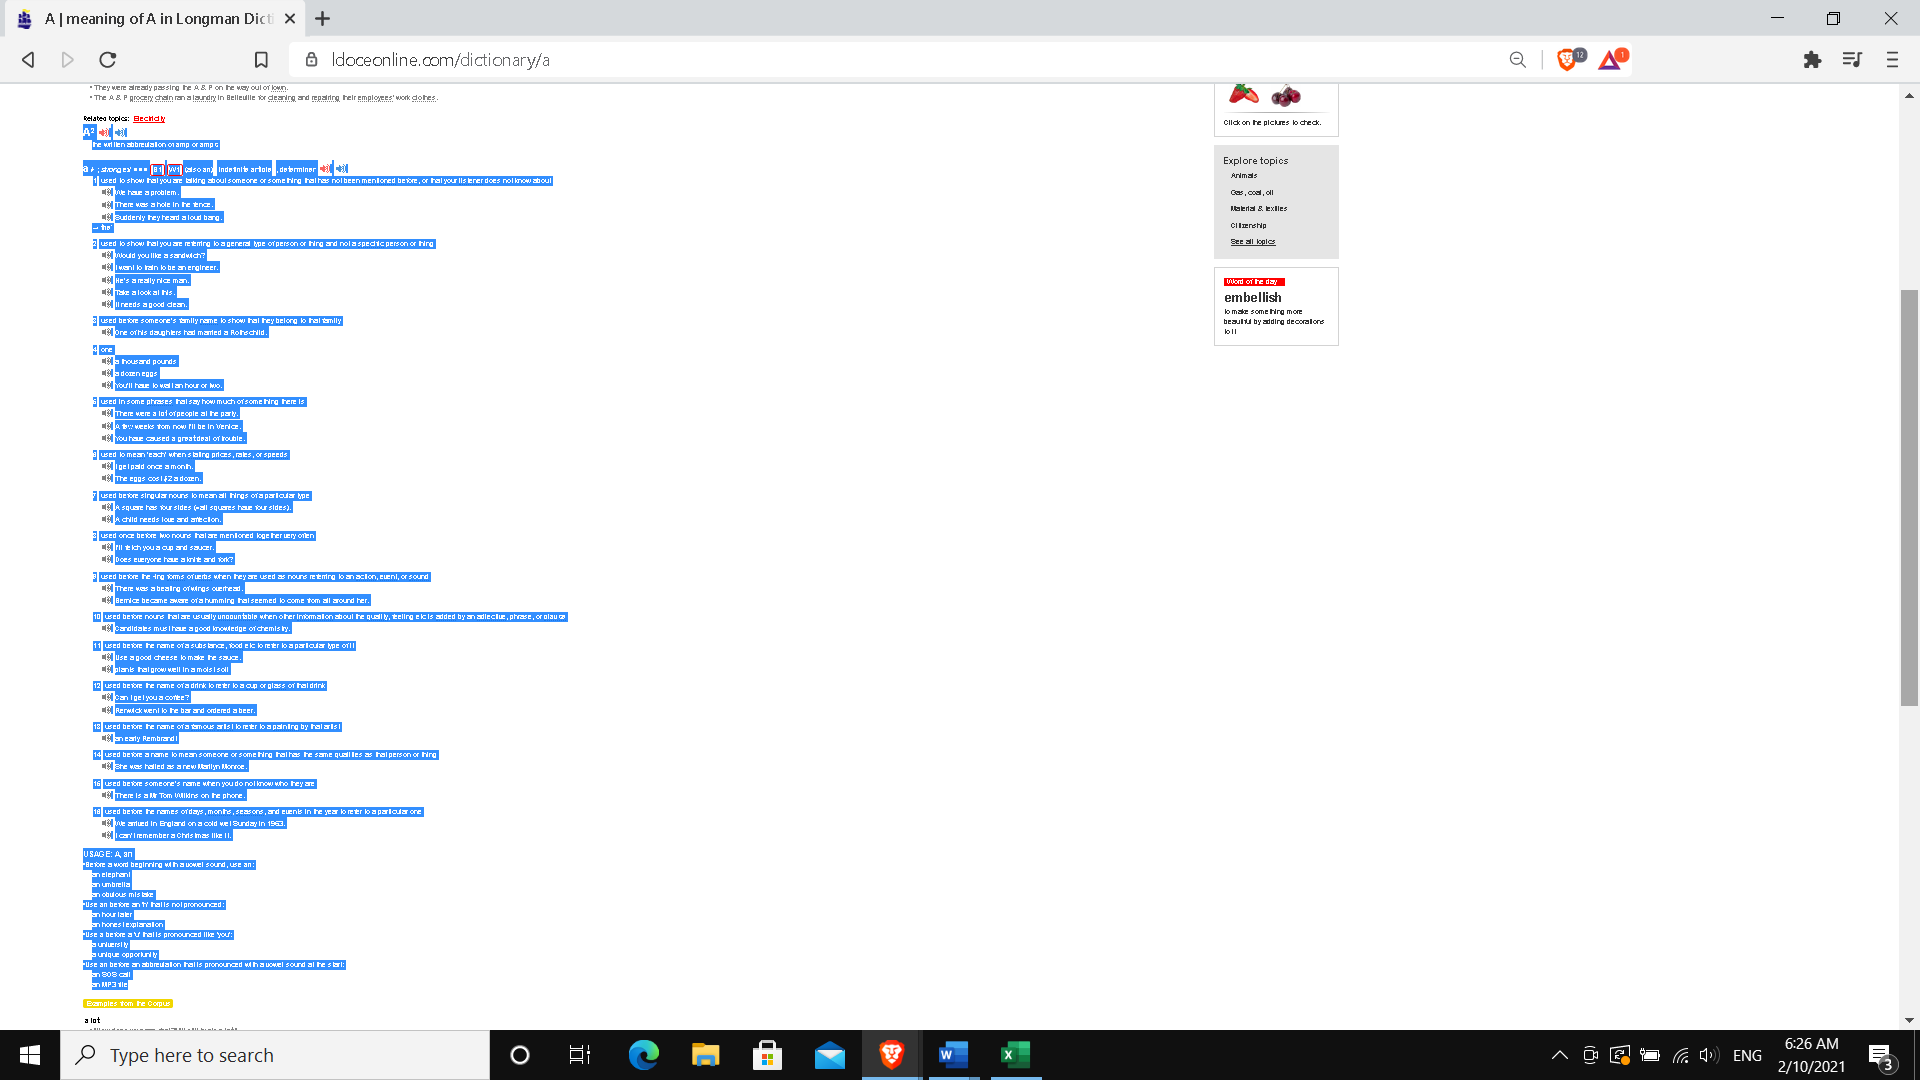 A | meaning of A in Longman Dicti
ldoceonline.com/dictionary/a
12
1
• They were already passing the A & P on the way out of town.
• The A & P grocery chain ran a laundry in Belleville for cleaning and repairing their employees' work clothes.
Related topics: Electricity
A2
the written abbreviation of amp or amps
S1 W1 (also an) indefinite article, determiner
1 used to show that you are talking about someone or something that has not been mentioned before, or that your listener does not know about
We have a problem.
There was a hole in the fence.
Suddenly they heard a loud bang.
→ the
2 used to show that you are referring to a general type of person or thing and not a specific person or thing
Would you like a sandwich?
I want to train to be an engineer.
He's a really nice man.
Take a look at this.
It needs a good clean.
3 used before someone's family name to show that they belong to that family
One of his daughters had married a Rothschild.
4 one
a thousand pounds
a dozen eggs
You'll have to wait an hour or two.
5 used in some phrases that say how much of something there is
There were a lot of people at the party.
A few weeks from now I'll be in Venice.
You have caused a great deal of trouble.
6 used to mean 'each' when stating prices, rates, or speeds
I get paid once a month.
The eggs cost $2 a dozen.
7 used before singular nouns to mean all things of a particular type
A square has four sides (=all squares have four sides).
A child needs love and affection.
8 used once before two nouns that are mentioned together very often
I'll fetch you a cup and saucer.
Does everyone have a knife and fork?
9 used before the -ing forms of verbs when they are used as nouns referring to an action, event, or sound
There was a beating of wings overhead.
Bernice became aware of a humming that seemed to come from all around her.
10 used before nouns that are usually uncountable when other information about the quality, feeling etc is added by an adjective, phrase, or clause
Candidates must have a good knowledge of chemistry.
11 used before the name of a substance, food etc to refer to a particular type of it
Use a good cheese to make the sauce.
plants that grow well in a moist soil
12 used before the name of a drink to refer to a cup or glass of that drink
Can I get you a coffee?
Renwick went to the bar and ordered a beer.
13 used before the name of a famous artist to refer to a painting by that artist
an early Rembrandt
14 used before a name to mean someone or something that has the same qualities as that person or thing
She was hailed as a new Marilyn Monroe.
15 used before someone's name when you do not know who they are
There is a Mr Tom Wilkins on the phone.
16 used before the names of days, months, seasons, and events in the year to refer to a particular one
We arrived in England on a cold wet Sunday in 1963.
I can't remember a Christmas like it.
USAGE: A, an
•Before a word beginning with a vowel sound, use an:
an elephant
an umbrella
an obvious mistake
•Use an before an 'h' that is not pronounced:
an hour later
an honest explanation
•Use a before a 'u' that is pronounced like 'you':
a university
a unique opportunity
•Use an before an abbreviation that is pronounced with a vowel sound at the start:
an SOS call
an MP3 file
Examples from the Corpus
a lot
Click on the pictures to check.
Explore topics
Animals
Gas, coal, oil
Material & textiles
Citizenship
See all topics
Word of the day
embellish
to make something more
beautiful by adding decorations
to it
Type here to search
ENG
6:26 AM
2/10/2021
3